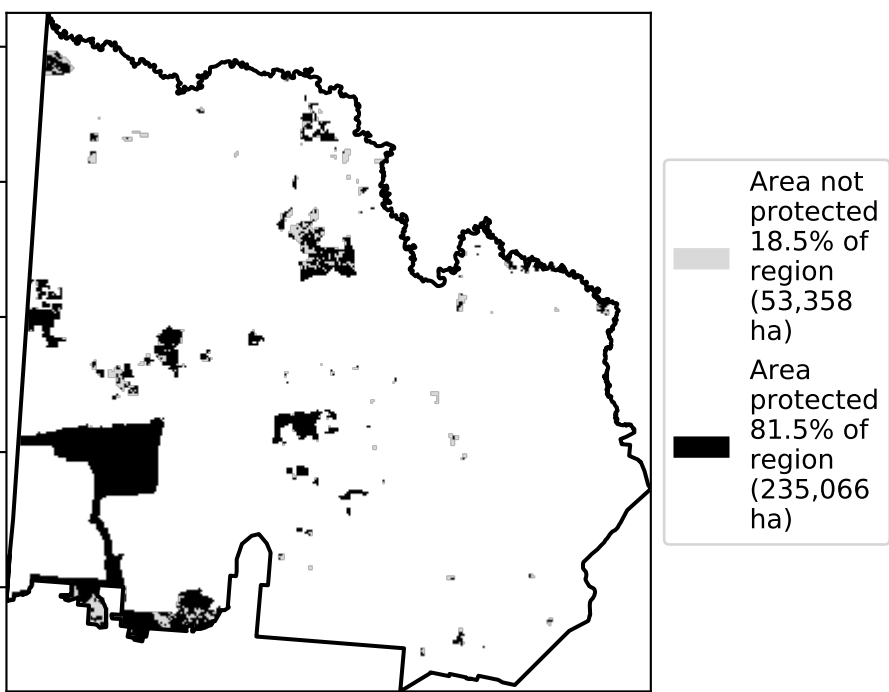 Area not
protected
18.5% of
region
(53,358
ha)
Area
protected
81.5% of
region
(235,066
ha)